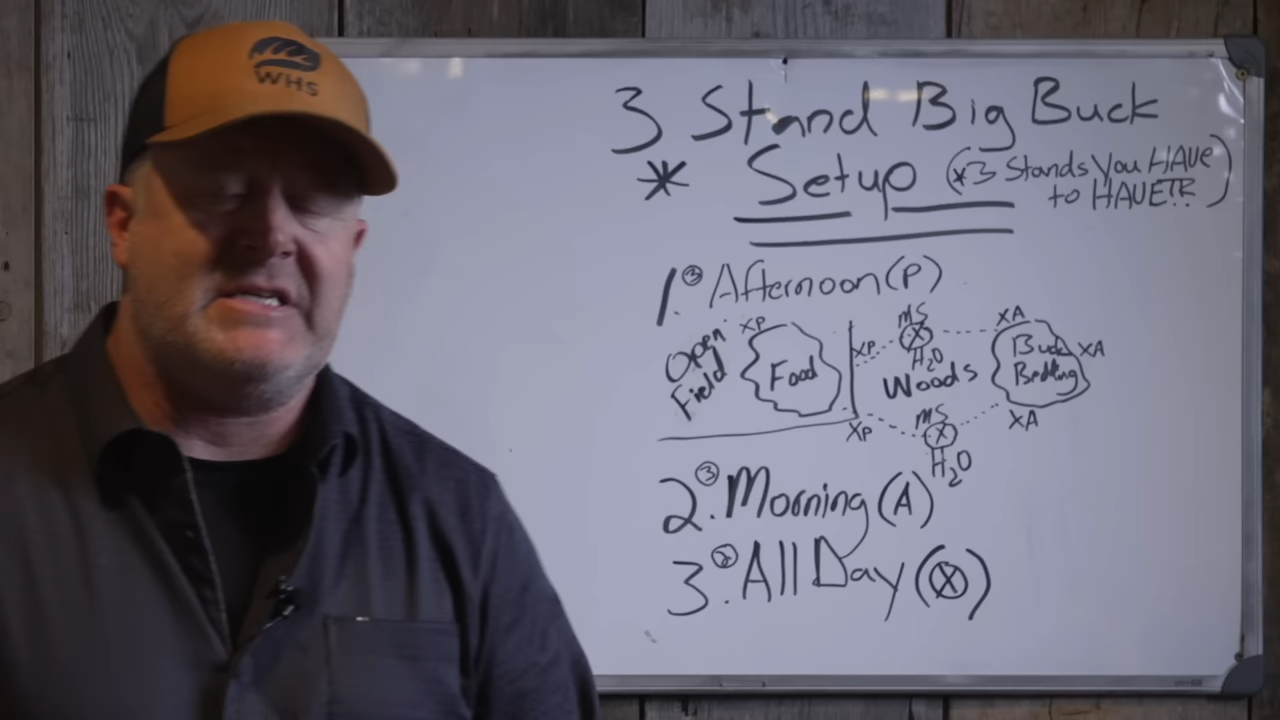 WHS
3 Stand Big Buck
* Setup (*3 Stands You HAVE
to HAVE!!)
1. ③ Afternoon (P)
XP
Open
Field
Food
XP
XP
MS
X
H2O
Woods
MS
X
H2O
XA
Buck
Bedding
XA
XA
2. ③ Morning (A)
3. ② All Day (Ⓧ)